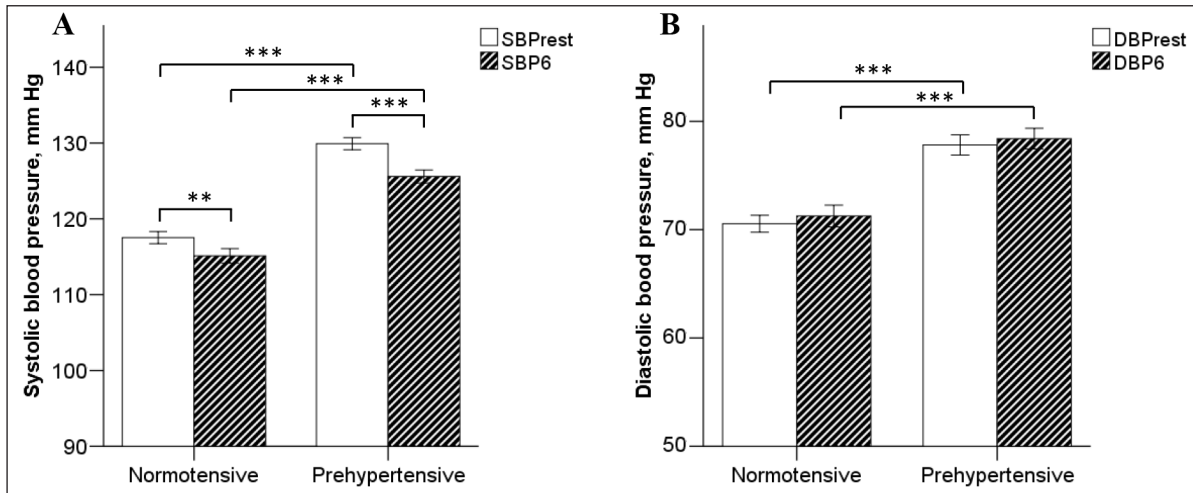 A
SBPrest
SBP6
Systolic blood pressure, mm Hg
140
130
120
110
100
90
***
***
***
**
Normotensive
Prehypertensive
B
DBPrest
DBP6
Diastolic bood pressure, mm Hg
80
70
60
50
***
***
Normotensive
Prehypertensive